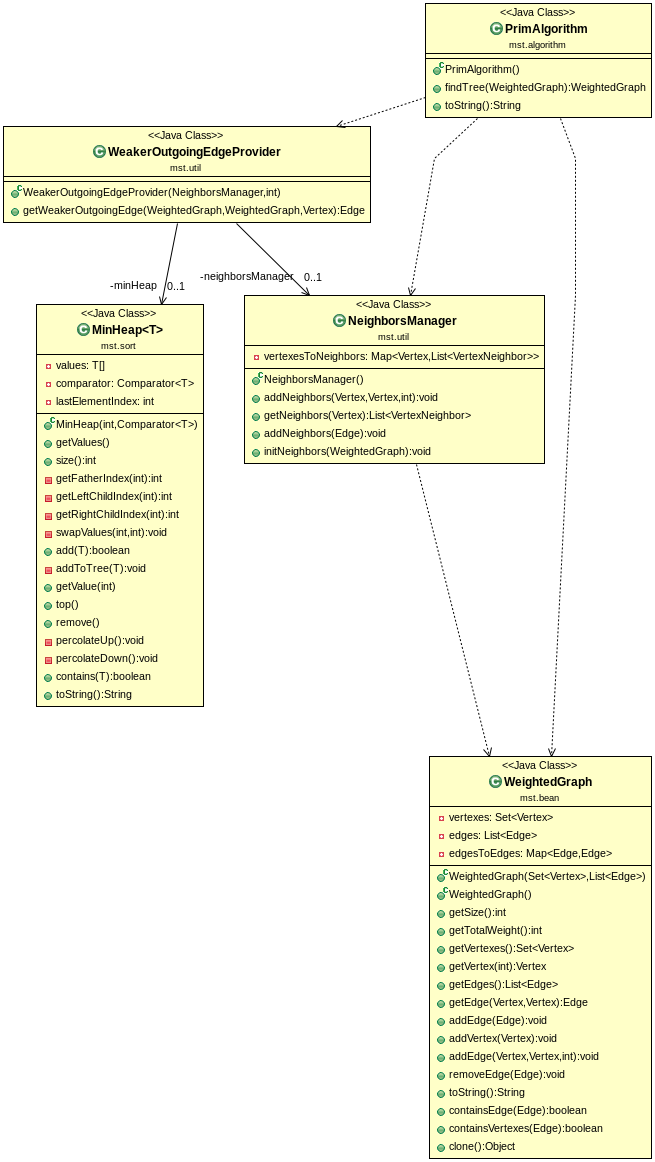 <<Java Class>>
PrimAlgorithm
mst.algorithm
PrimAlgorithm()
findTree(WeightedGraph):WeightedGraph
toString():String
<<Java Class>>
WeakerOutgoingEdgeProvider
mst.util
WeakerOutgoingEdgeProvider(NeighborsManager,int)
getWeakerOutgoingEdge(WeightedGraph,WeightedGraph,Vertex):Edge
-minHeap 0..1
-neighborsManager 0..1
<<Java Class>>
MinHeap<T>
mst.sort
values: T[]
comparator: Comparator<T>
lastElementIndex: int
MinHeap(int,Comparator<T>)
getValues()
size():int
getFatherIndex(int):int
getLeftChildIndex(int):int
getRightChildIndex(int):int
swapValues(int,int):void
add(T):boolean
addToTree(T):void
getValue(int)
top()
remove()
percolateUp():void
percolateDown():void
contains(T):boolean
toString():String
<<Java Class>>
NeighborsManager
mst.util
vertexesToNeighbors: Map<Vertex,List<VertexNeighbor>>
NeighborsManager()
addNeighbors(Vertex,Vertex,int):void
getNeighbors(Vertex):List<VertexNeighbor>
addNeighbors(Edge):void
initNeighbors(WeightedGraph):void
<<Java Class>>
WeightedGraph
mst.bean
vertexes: Set<Vertex>
edges: List<Edge>
edgesToEdges: Map<Edge,Edge>
WeightedGraph(Set<Vertex>,List<Edge>)
WeightedGraph()
getSize():int
getTotalWeight():int
getVertexes():Set<Vertex>
getVertex(int):Vertex
getEdges():List<Edge>
getEdge(Vertex,Vertex):Edge
addEdge(Edge):void
addVertex(Vertex):void
addEdge(Vertex,Vertex,int):void
removeEdge(Edge):void
toString():String
containsEdge(Edge):boolean
containsVertexes(Edge):boolean
clone():Object